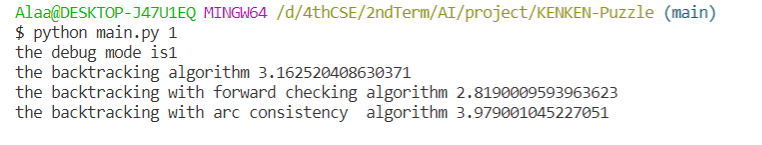 Alaa@DESKTOP-J47U1EQ MINGW64 /d/4thCSE/2ndTerm/AI/project/KENKEN-Puzzle (main)
$ python main.py 1
the debug mode is1
the backtracking algorithm 3.162520408630371
the backtracking with forward checking algorithm 2.8190009593963623
the backtracking with arc consistency  algorithm 3.979001045227051